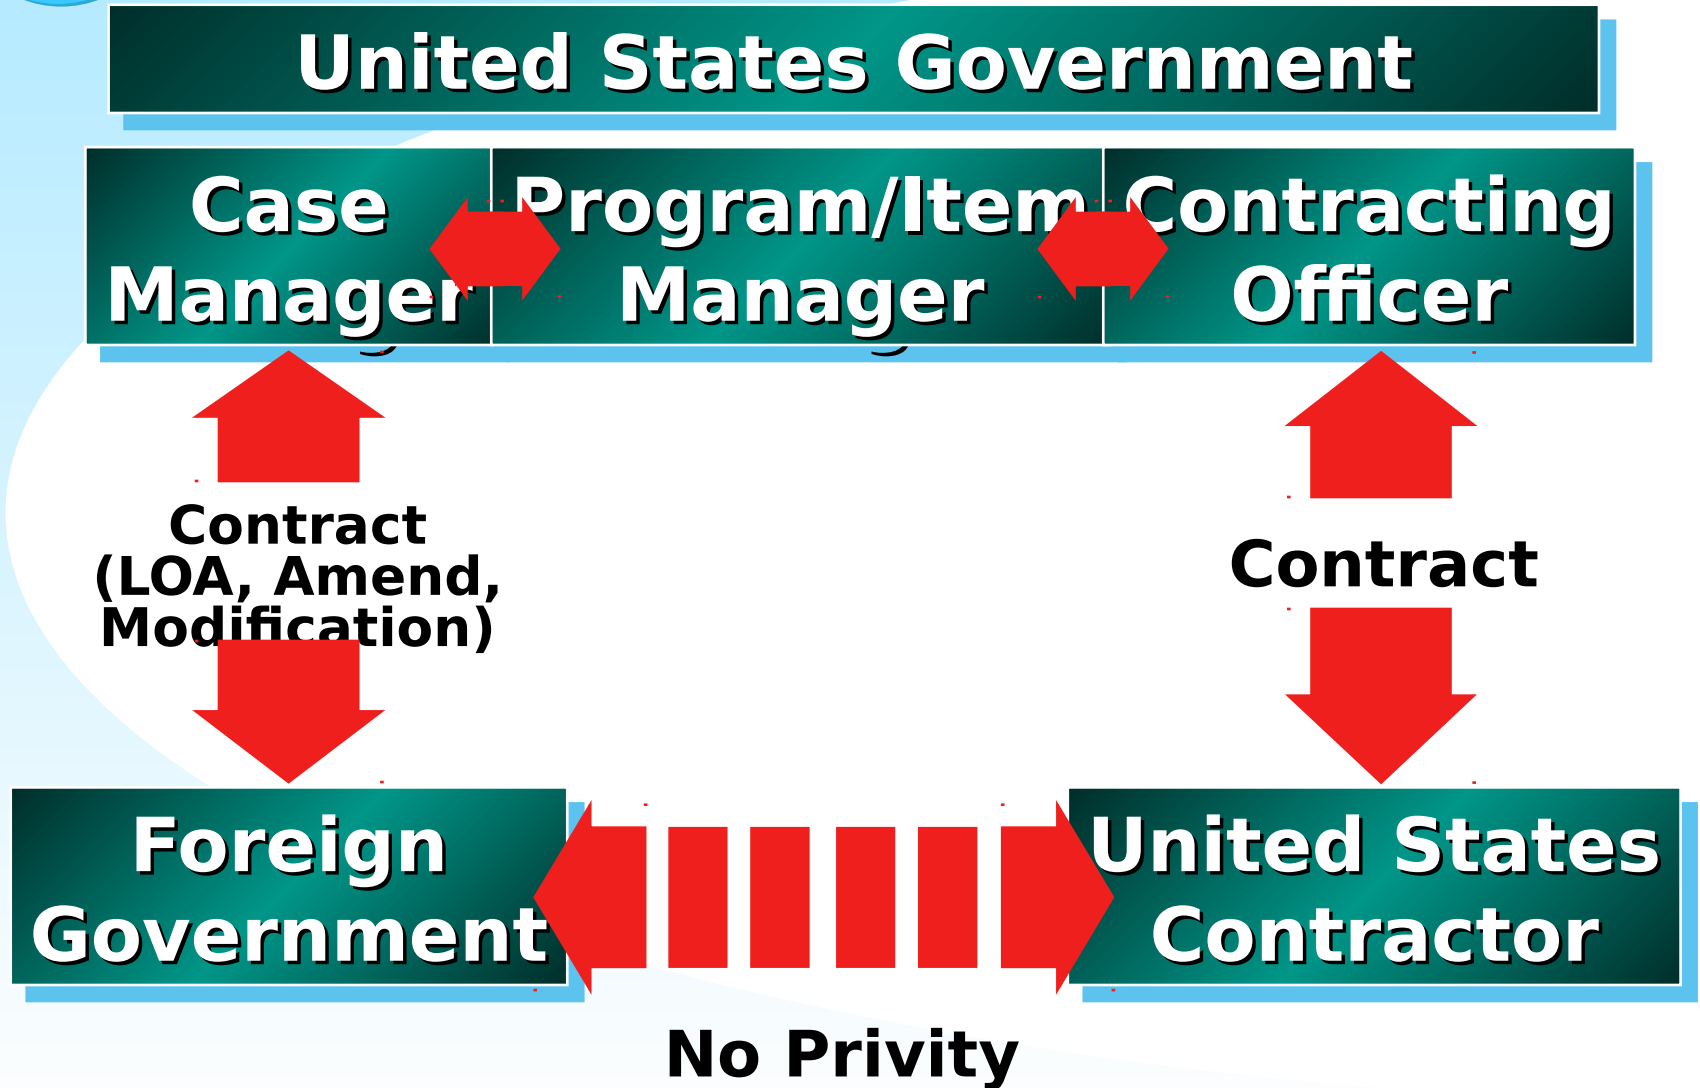 United States Government
Case
Manager
Program/Item
Manager
Contracting
Officer
Contract
(LOA, Amend,
Modification)
Contract
Foreign
Government
United States
Contractor
No Privity